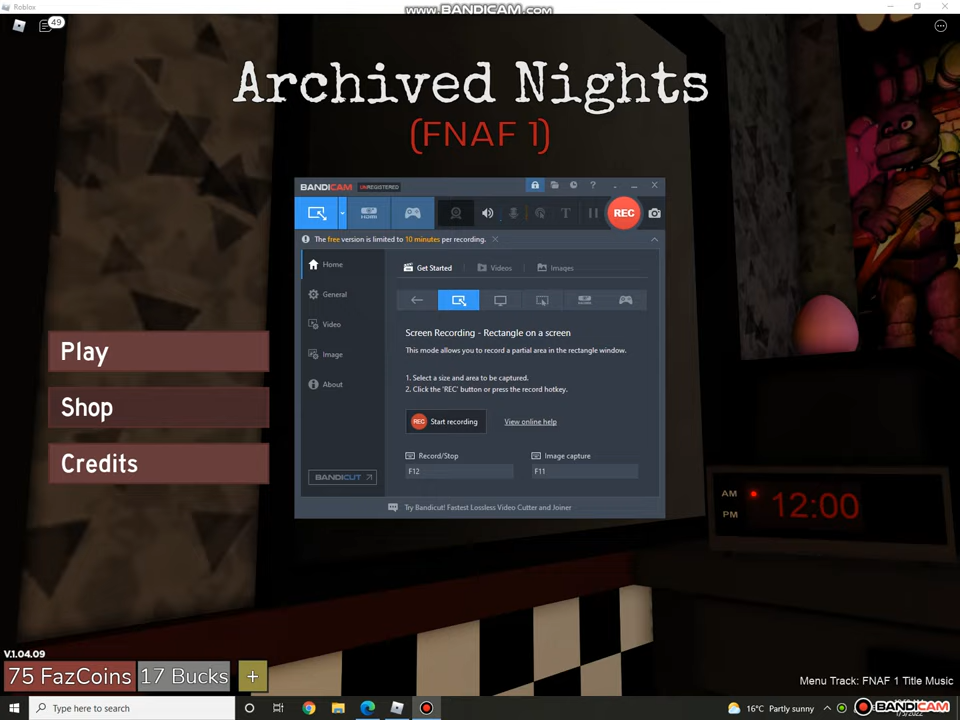 Roblox
www.BANDICAM.com
49
Archived Nights
(FNAF 1)
BANDICAM UNREGISTERED
HDMI
T
REC
The free version is limited to 10 minutes per recording.
Home
General
Video
Image
About
BANDICUT
Get Started
Videos
Images
Screen Recording - Rectangle on a screen
This mode allows you to record a partial area in the rectangle window.
1. Select a size and area to be captured.
2. Click the 'REC' button or press the record hotkey.
REC Start recording
View online help
Record/Stop
F12
Image capture
F11
Try Bandicut! Fastest Lossless Video Cutter and Joiner
Play
Shop
Credits
AM
PM
12:00
V.1.04.09
75 FazCoins
17 Bucks
+
Menu Track: FNAF 1 Title Music
Type here to search
16°C Partly sunny
BANDICAM